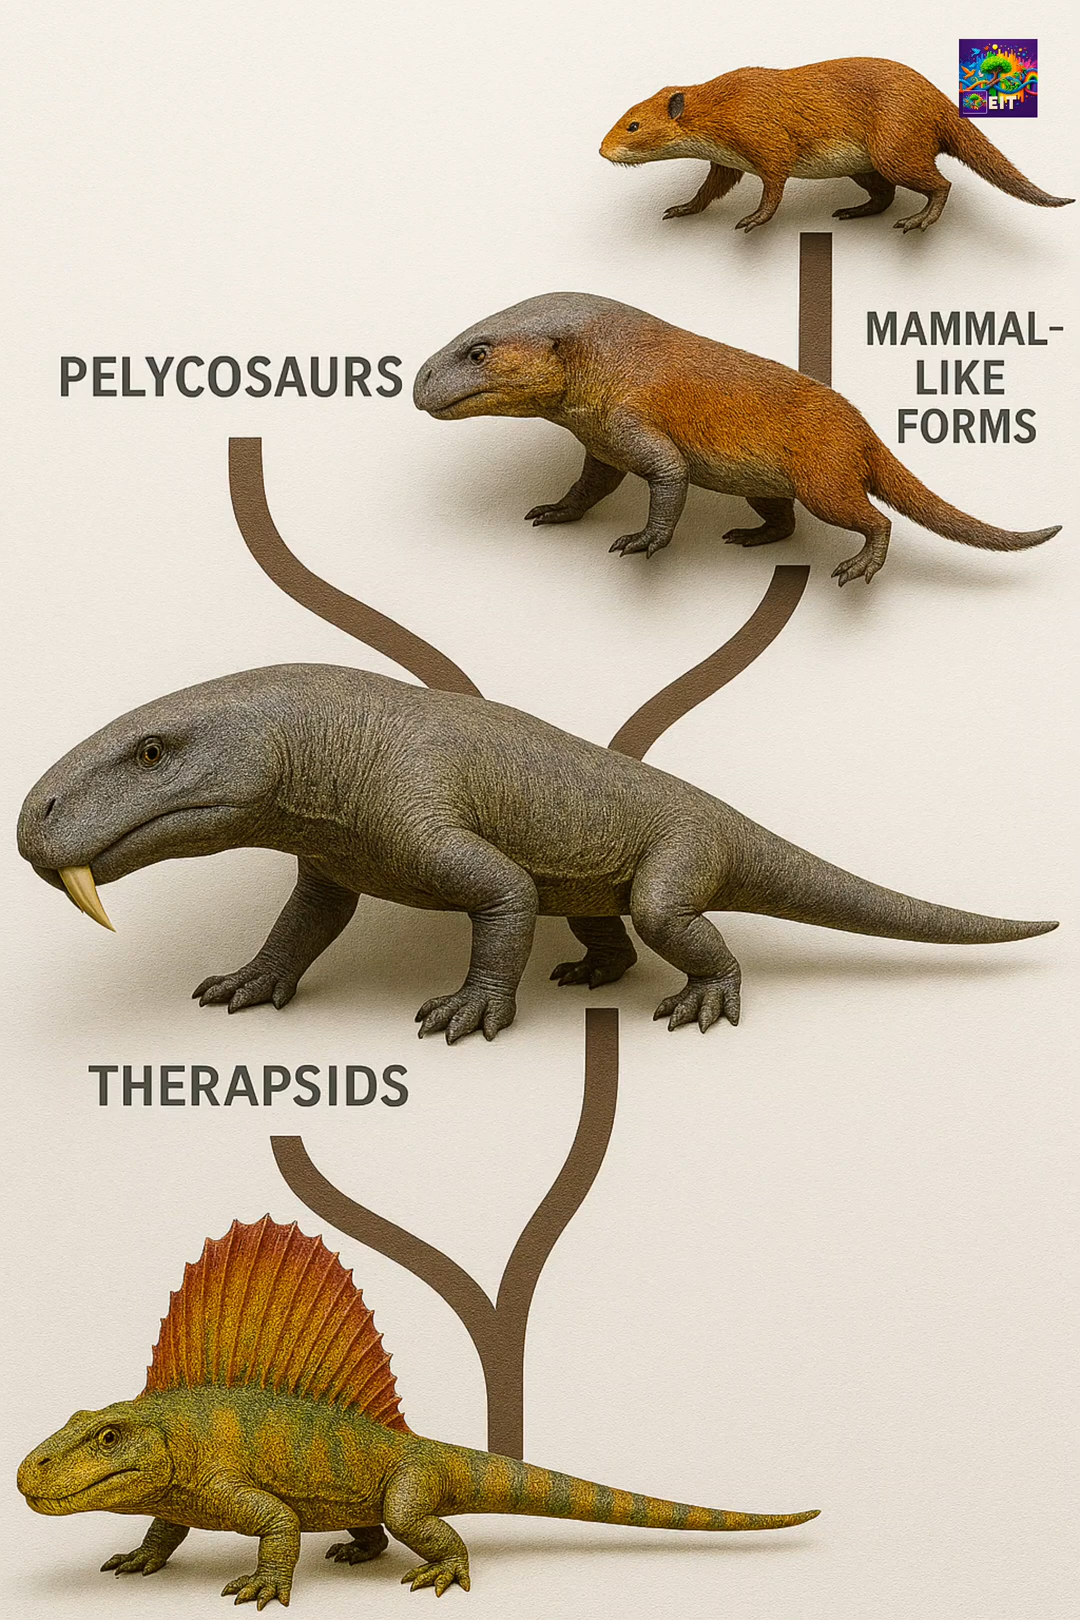 EIT
PELYCOSAURS
MAMMAL-
LIKE
FORMS
THERAPSIDS